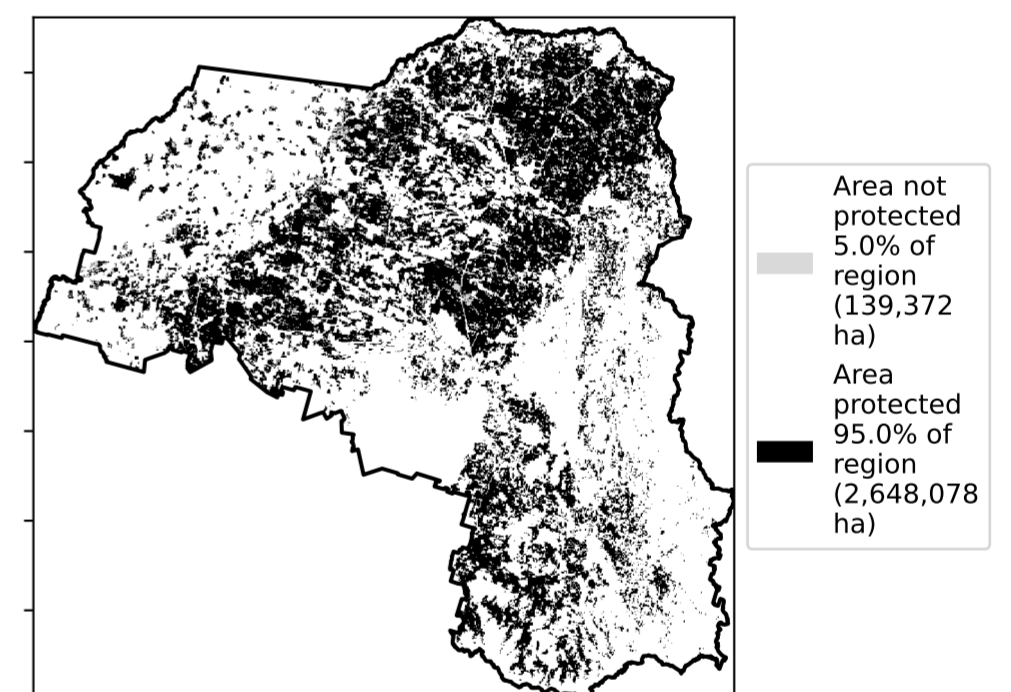 Area not
protected
5.0% of
region
(139,372
ha)
Area
protected
95.0% of
region
(2,648,078
ha)